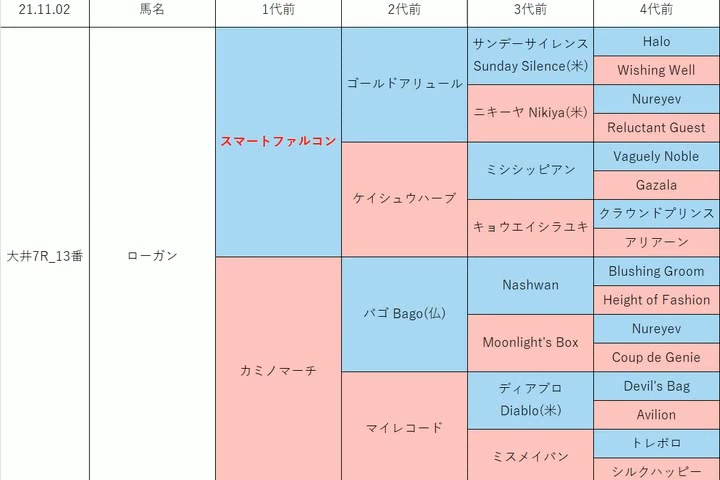 21.11.02 馬名 1代前 2代前 3代前 4代前
大井7R_13番
ローガン
スマートファルコン
ゴールドアリュール
サンデーサイレンス
Sunday Silence(米)
Halo
Wishing Well
ニキーヤ Nikiya(米)
Nureyev
Reluctant Guest
ケイシュウハーブ
ミシシッピアン
Vaguely Noble
Gazala
キョウエイシラユキ
クラウンドプリンス
アリアーン
カミノマーチ
バゴ Bago(仏)
Nashwan
Blushing Groom
Height of Fashion
Moonlight's Box
Nureyev
Coup de Genie
マイレコード
ディアブロ
Diablo(米)
Devil's Bag
Avilion
ミスメイバン
トレボロ
シルクハッピー